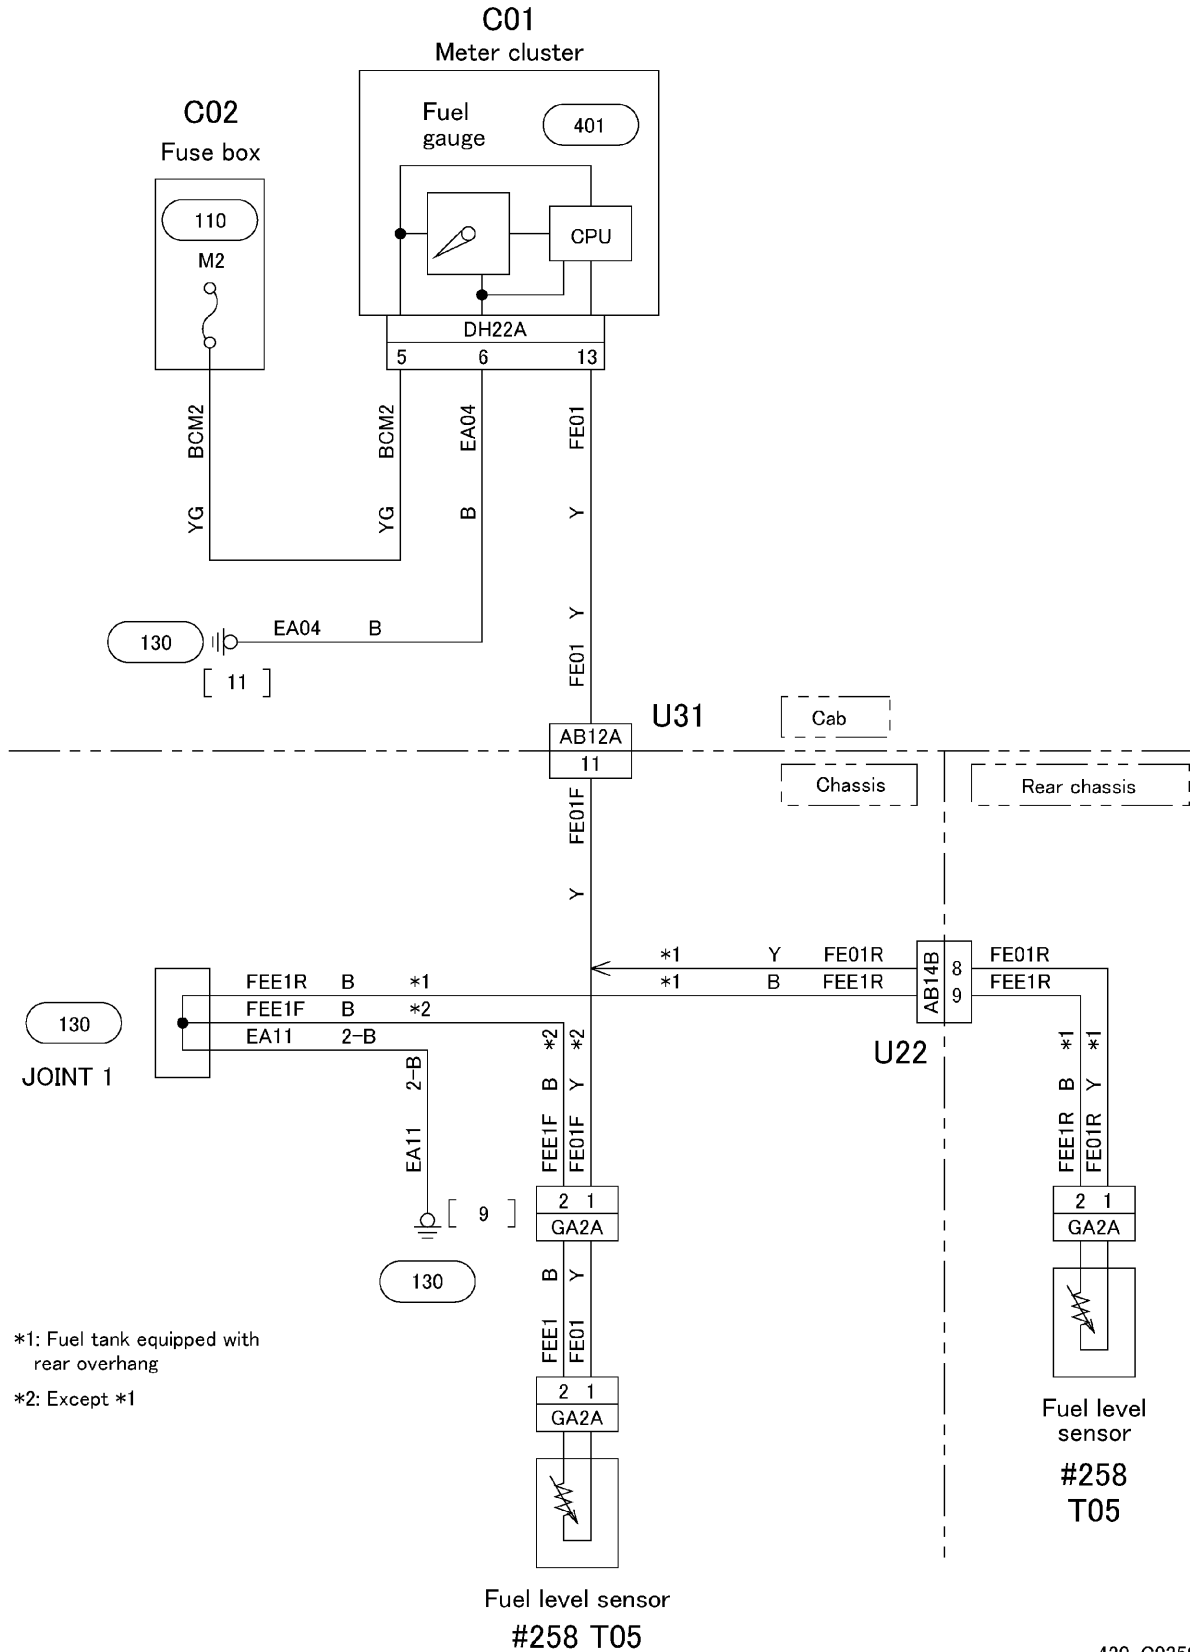 C01
Meter cluster
C02
Fuse box
Fuel
gauge
401
110
M2
CPU
DH22A
5 6 13
BCM2
YG
BCM2
YG
EA04
B
FE01
Y
Y
FE01
130
EA04 B
[ 11 ]
U31
AB12A
11
Cab
Chassis
Rear chassis
FE01F
Y
*1 Y FE01R
*1 B FEE1R
AB14B
8
9
FE01R
FEE1R
U22
130
JOINT 1
FEE1R B *1
FEE1F B *2
EA11 2-B
2-B
EA11
[ 9 ]
130
*2
B
FEE1F
*2
Y
FE01F
2 1
GA2A
B
FEE1
Y
FE01
2 1
GA2A
Fuel level sensor
#258 T05
*1
B
FEE1R
*1
Y
FE01R
2 1
GA2A
Fuel level
sensor
#258
T05
*1: Fuel tank equipped with
rear overhang
*2: Except *1